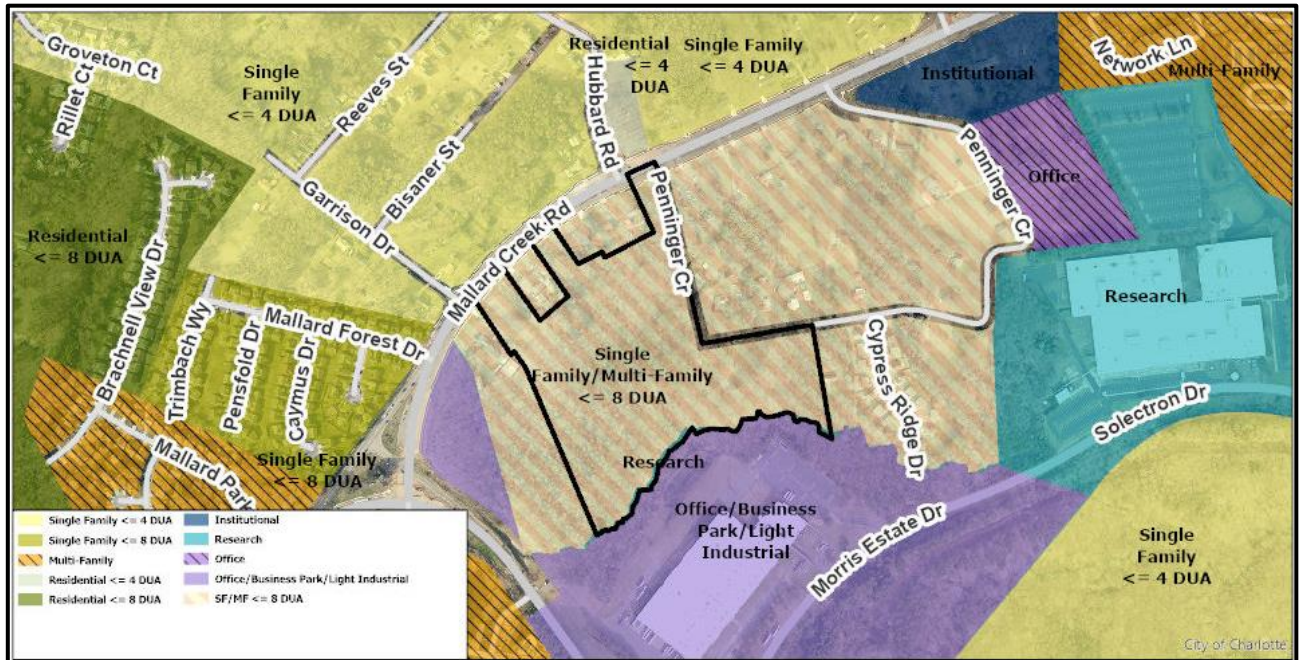 Groveton Ct
Rillet Ct
Single
Family
<= 4 DUA
Reeves St
Bisaner St
Residential
<= 4
DUA
Single Family
<= 4 DUA
Hubbard Rd
Institutional
Network Ln
Multi-Family
Penninger Cr
Office
Residential
<= 8 DUA
Brachnell View Dr
Garrison Dr
Mallard Creek Rd
Penninger Cr
Research
Trimbach Wy
Pensfold Dr
Caymus Dr
Mallard Forest Dr
Single
Family/Multi-Family
<= 8 DUA
Cypress Ridge Dr
Solectron Dr
Mallard Park
Single Family
<= 8 DUA
Research
Office/Business
Park/Light
Industrial
Morris Estate Dr
Single
Family
<= 4 DUA
Single Family <= 4 DUA
Single Family <= 8 DUA
Multi-Family
Residential <= 4 DUA
Residential <= 8 DUA
Institutional
Research
Office
Office/Business Park/Light Industrial
SF/MF <= 8 DUA
City of Charlotte